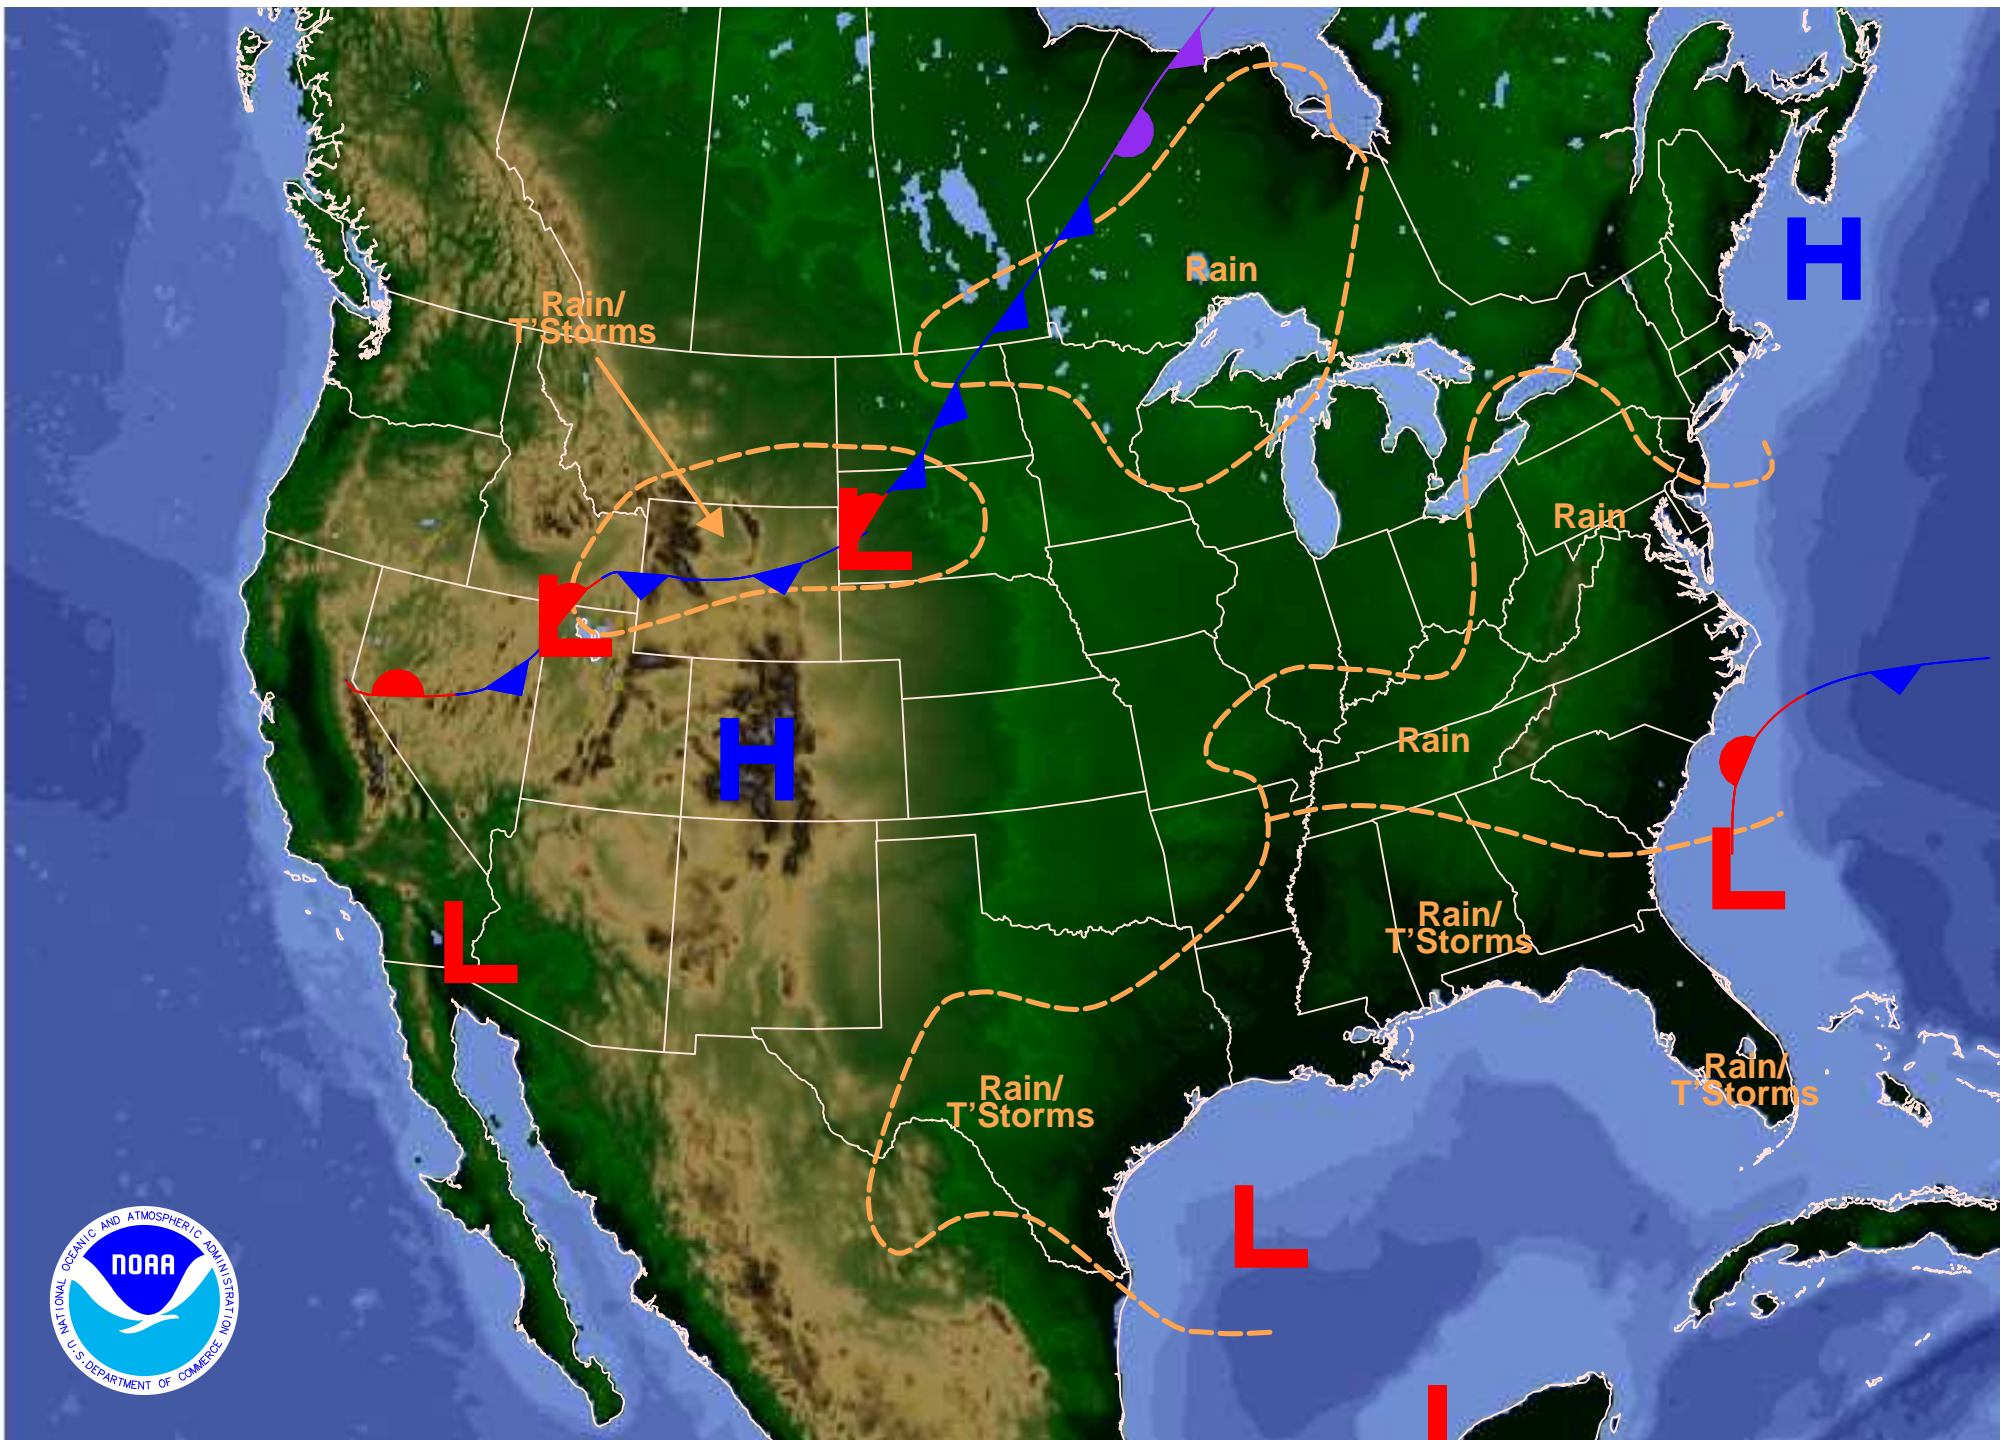 Rain
H
Rain/
T'Storms
L
Rain
L
H
Rain
L
Rain/
T'Storms
L
Rain/
T'Storms
Rain/
T'Storms
L
NATIONAL OCEANIC AND ATMOSPHERIC ADMINISTRATION
NOAA
U.S. DEPARTMENT OF COMMERCE